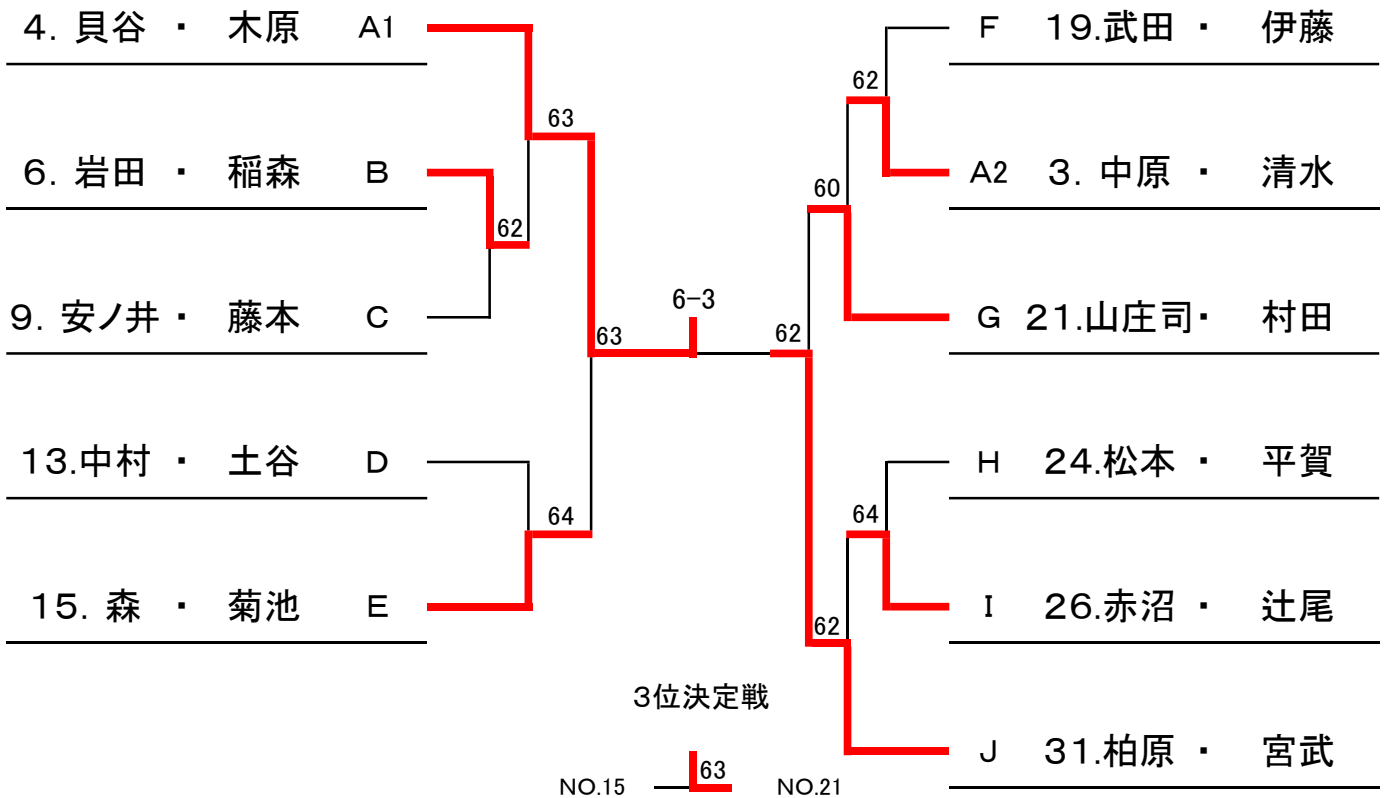 4. 貝谷 ・ 木原 A1
6. 岩田 ・ 稲森 B
9. 安ノ井・ 藤本 C
13.中村 ・ 土谷 D
15. 森 ・ 菊池 E
63
62
63
64
6-3
62
60
62
64
62
F 19.武田 ・ 伊藤
A2 3. 中原 ・ 清水
G 21.山庄司・ 村田
H 24.松本 ・ 平賀
I 26.赤沼 ・ 辻尾
J 31.柏原 ・ 宮武
3位決定戦
NO.15 63 NO.21